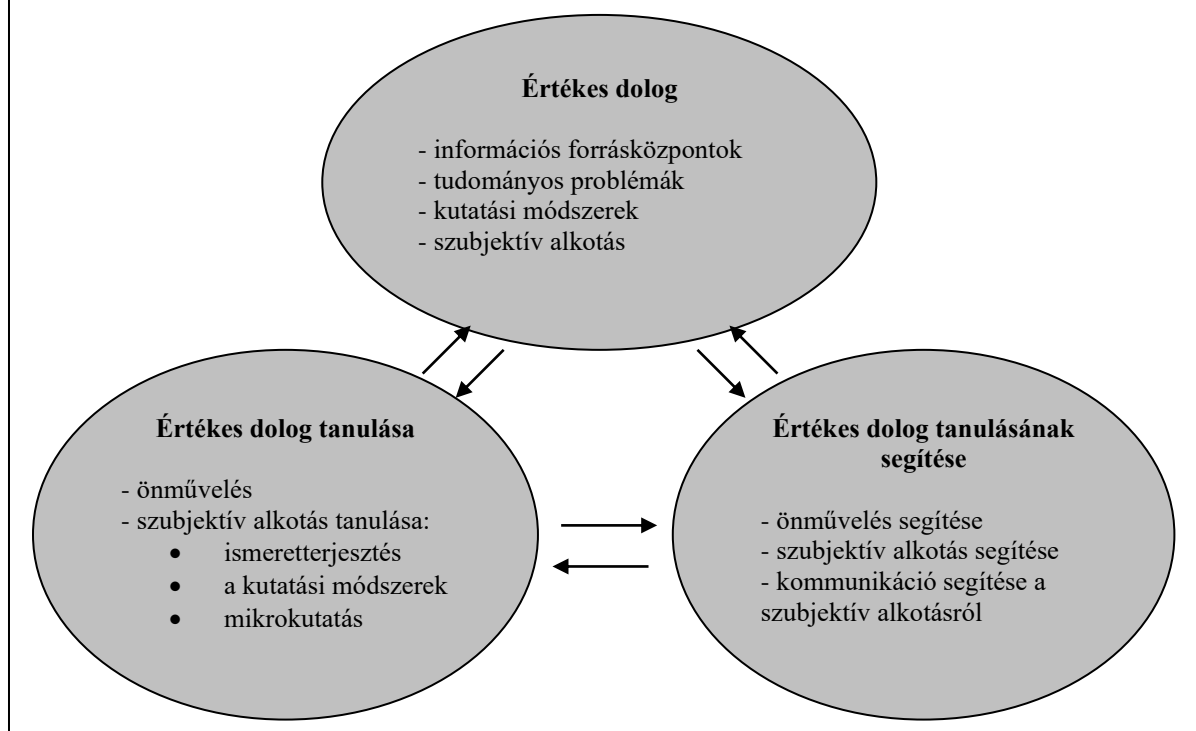 Értékes dolog
- információs forrásközpontok
- tudományos problémák
- kutatási módszerek
- szubjektív alkotás
Értékes dolog tanulása
- önművelés
- szubjektív alkotás tanulása:
• ismeretterjesztés
• a kutatási módszerek
• mikrokutatás
Értékes dolog tanulásának
segítése
- önművelés segítése
- szubjektív alkotás segítése
- kommunikáció segítése a
szubjektív alkotásról